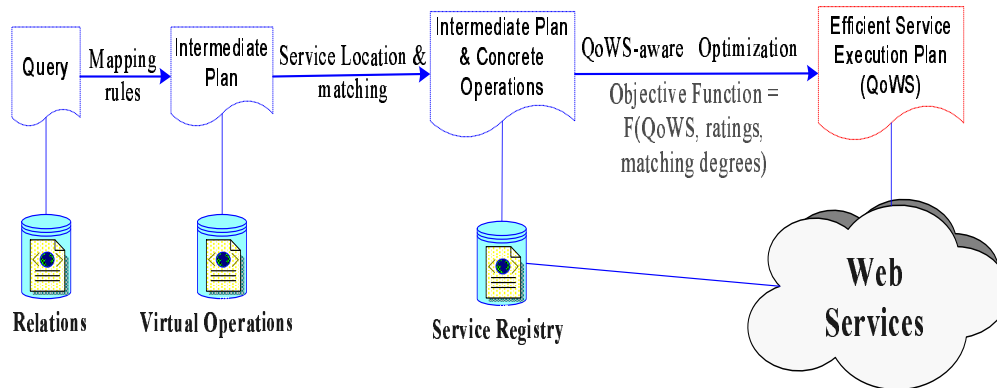 Query
Mapping
rules
Intermediate
Plan
Service Location &
matching
Intermediate Plan
& Concrete
Operations
QoWS-aware Optimization
Objective Function =
F(QoWS, ratings,
matching degrees)
Efficient Service
Execution Plan
(QoWS)
Relations
Virtual Operations
Service Registry
Web
Services